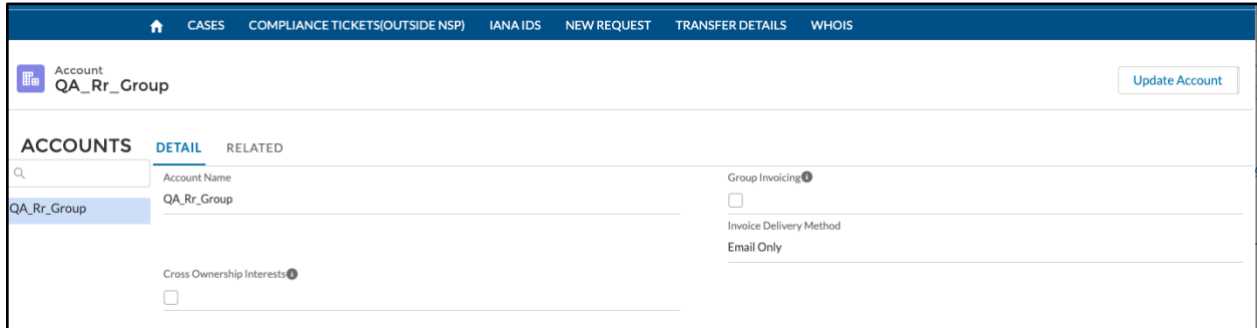 CASES COMPLIANCE TICKETS(OUTSIDE NSP) IANA IDS NEW REQUEST TRANSFER DETAILS WHOIS
Account
QA_Rr_Group
Update Account
ACCOUNTS
DETAIL RELATED
QA_Rr_Group
Account Name
QA_Rr_Group
Group Invoicing
Invoice Delivery Method
Email Only
Cross Ownership Interests